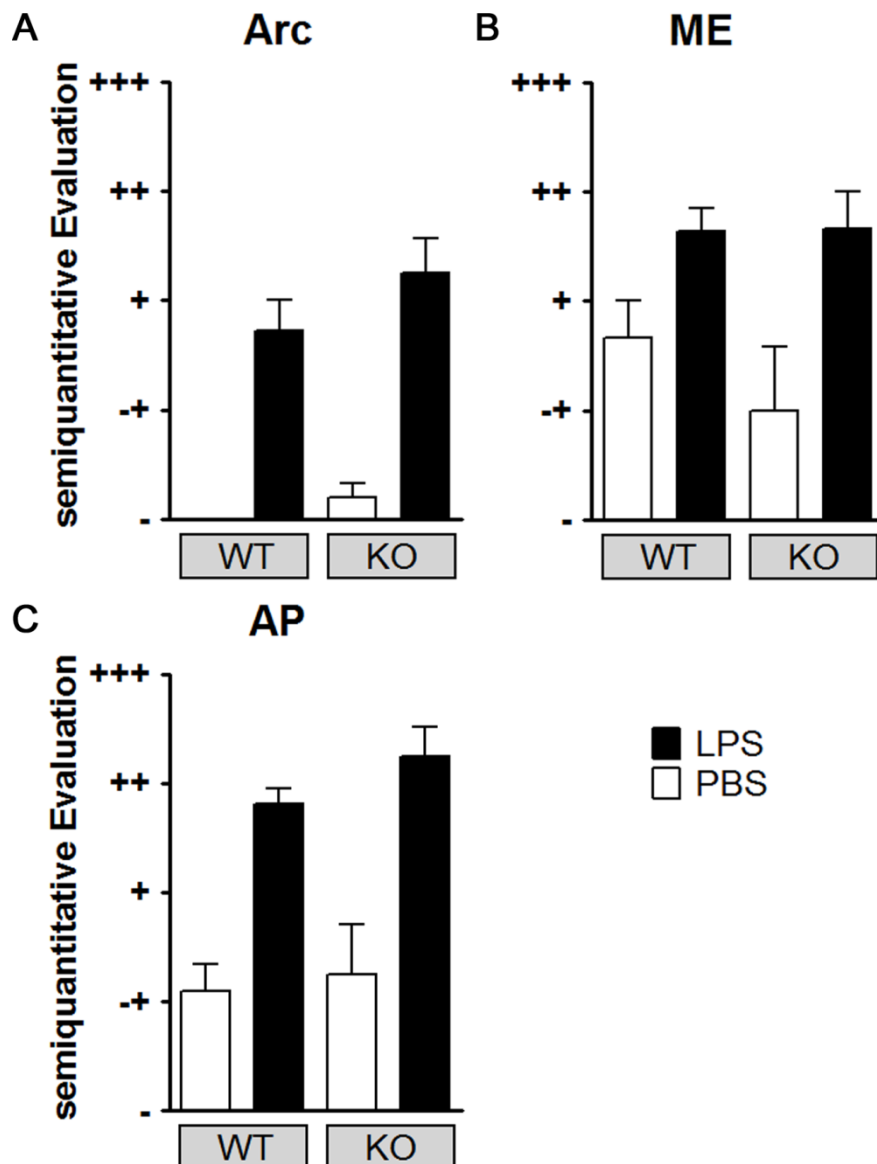 A
Arc
semiquantitative Evaluation
+++
++
+
-+
-
WT
KO
B
ME
+++
++
+
-+
-
WT
KO
C
AP
semiquantitative Evaluation
+++
++
+
-+
-
WT
KO
LPS
PBS